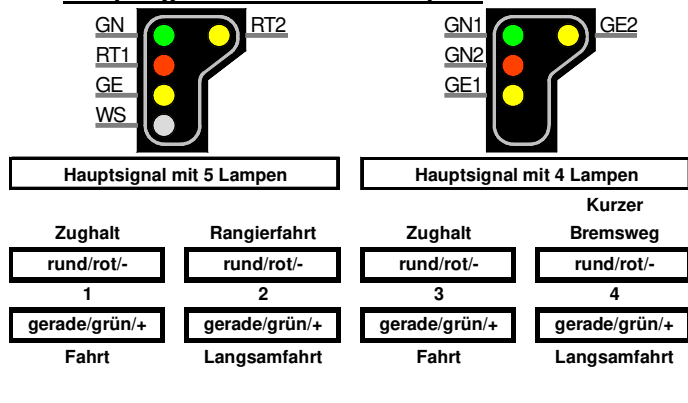 GN RT2 GN1 GE2
RT1 GN2
GE GE1
WS
Hauptsignal mit 5 Lampen Hauptsignal mit 4 Lampen
Kurzer
Zughalt Rangierfahrt Zughalt Bremsweg
rund/rot/- rund/rot/- rund/rot/- rund/rot/-
1 2 3 4
gerade/grün/+ gerade/grün/+ gerade/grün/+ gerade/grün/+
Fahrt Langsamfahrt Fahrt Langsamfahrt